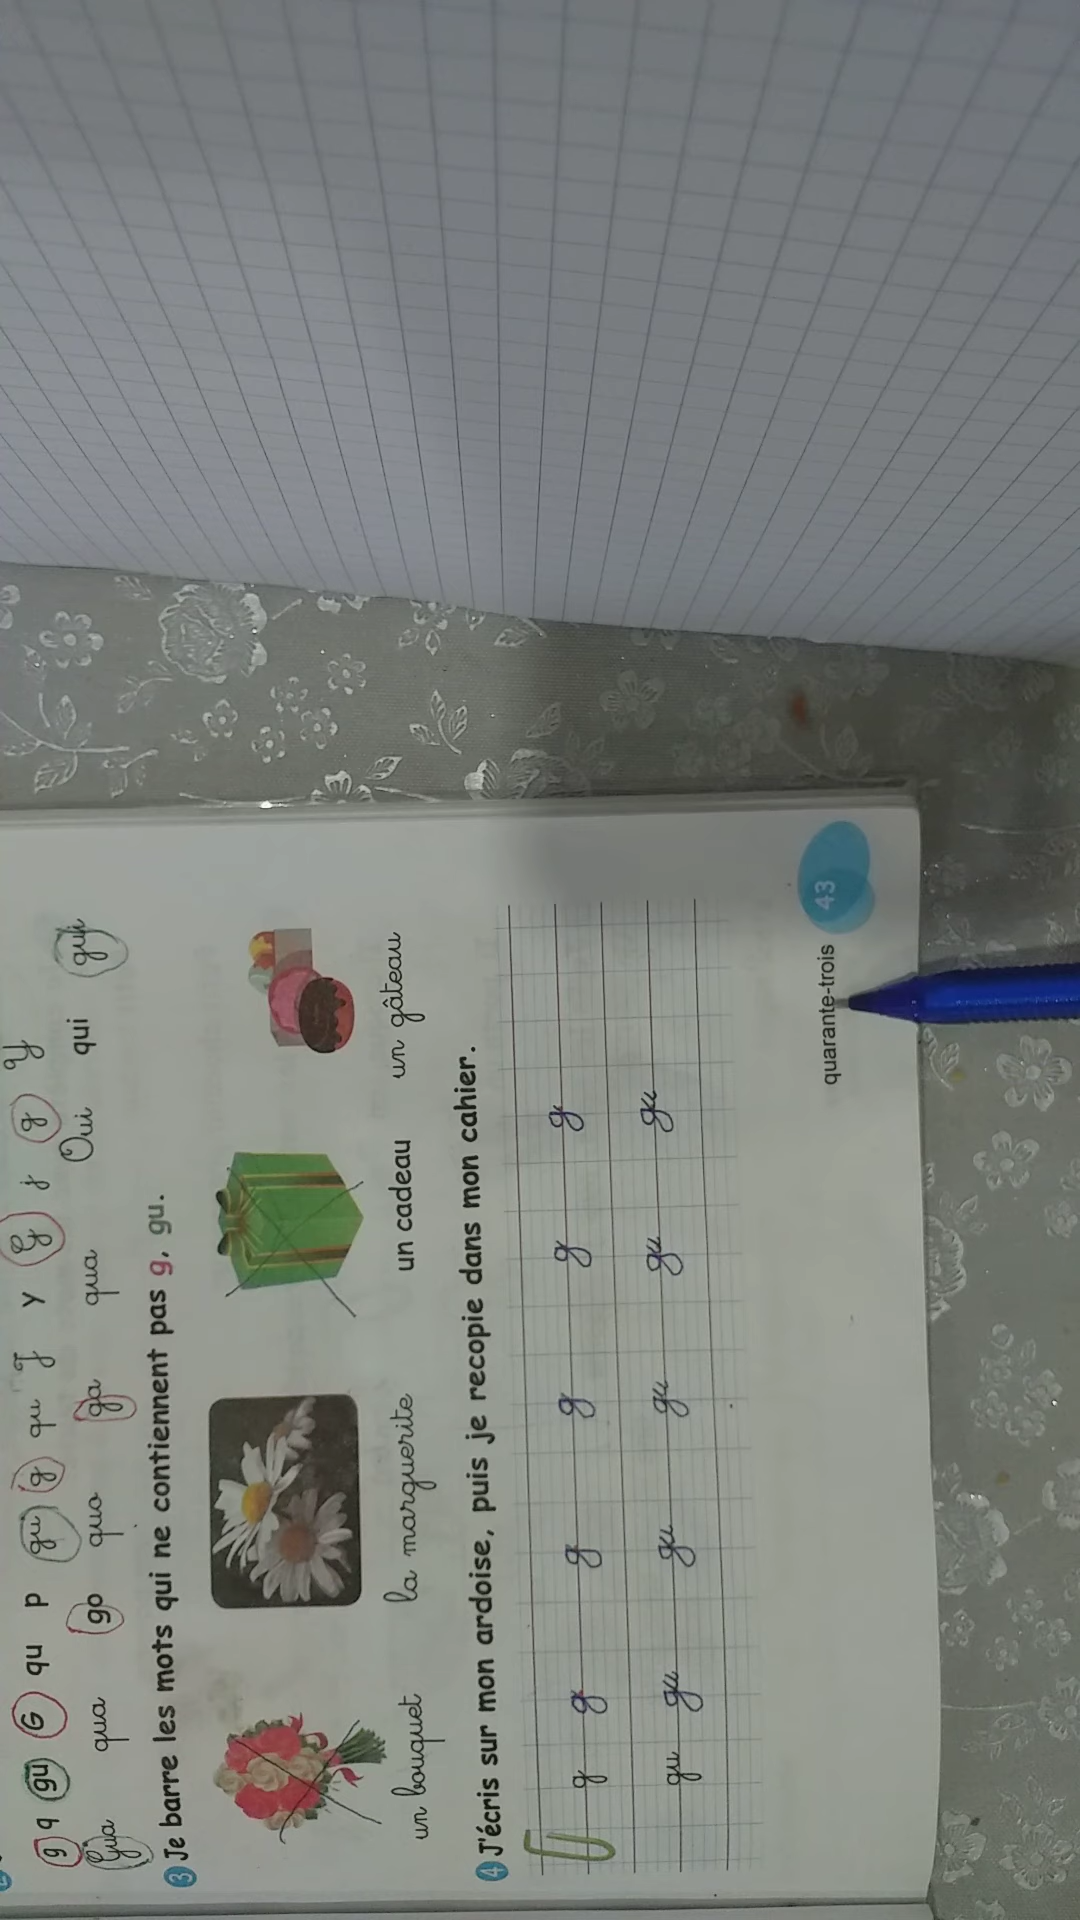 g q gu G qu p gu g qu g y g j g y
Gua qua go quo ga qua Oui qui gui
3 Je barre les mots qui ne contiennent pas g, gu.
un bouquet la marguerite un cadeau un gâteau
4 J'écris sur mon ardoise, puis je recopie dans mon cahier.
g g g g g g
gu gu gu gu gu gu
quarante-trois 43